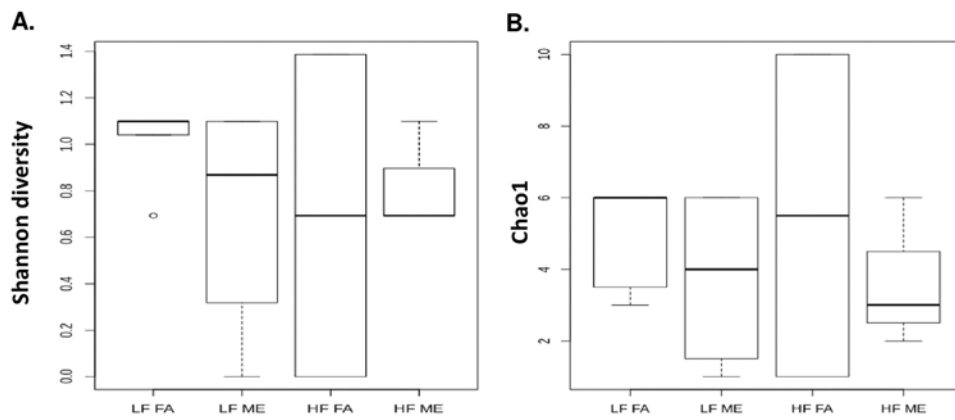 A.
B.
Shannon diversity
1.4
1.2
1.0
0.8
0.6
0.4
0.2
0.0
LF FA LF ME HF FA HF ME
Chao1
10
8
6
4
2
LF FA LF ME HF FA HF ME